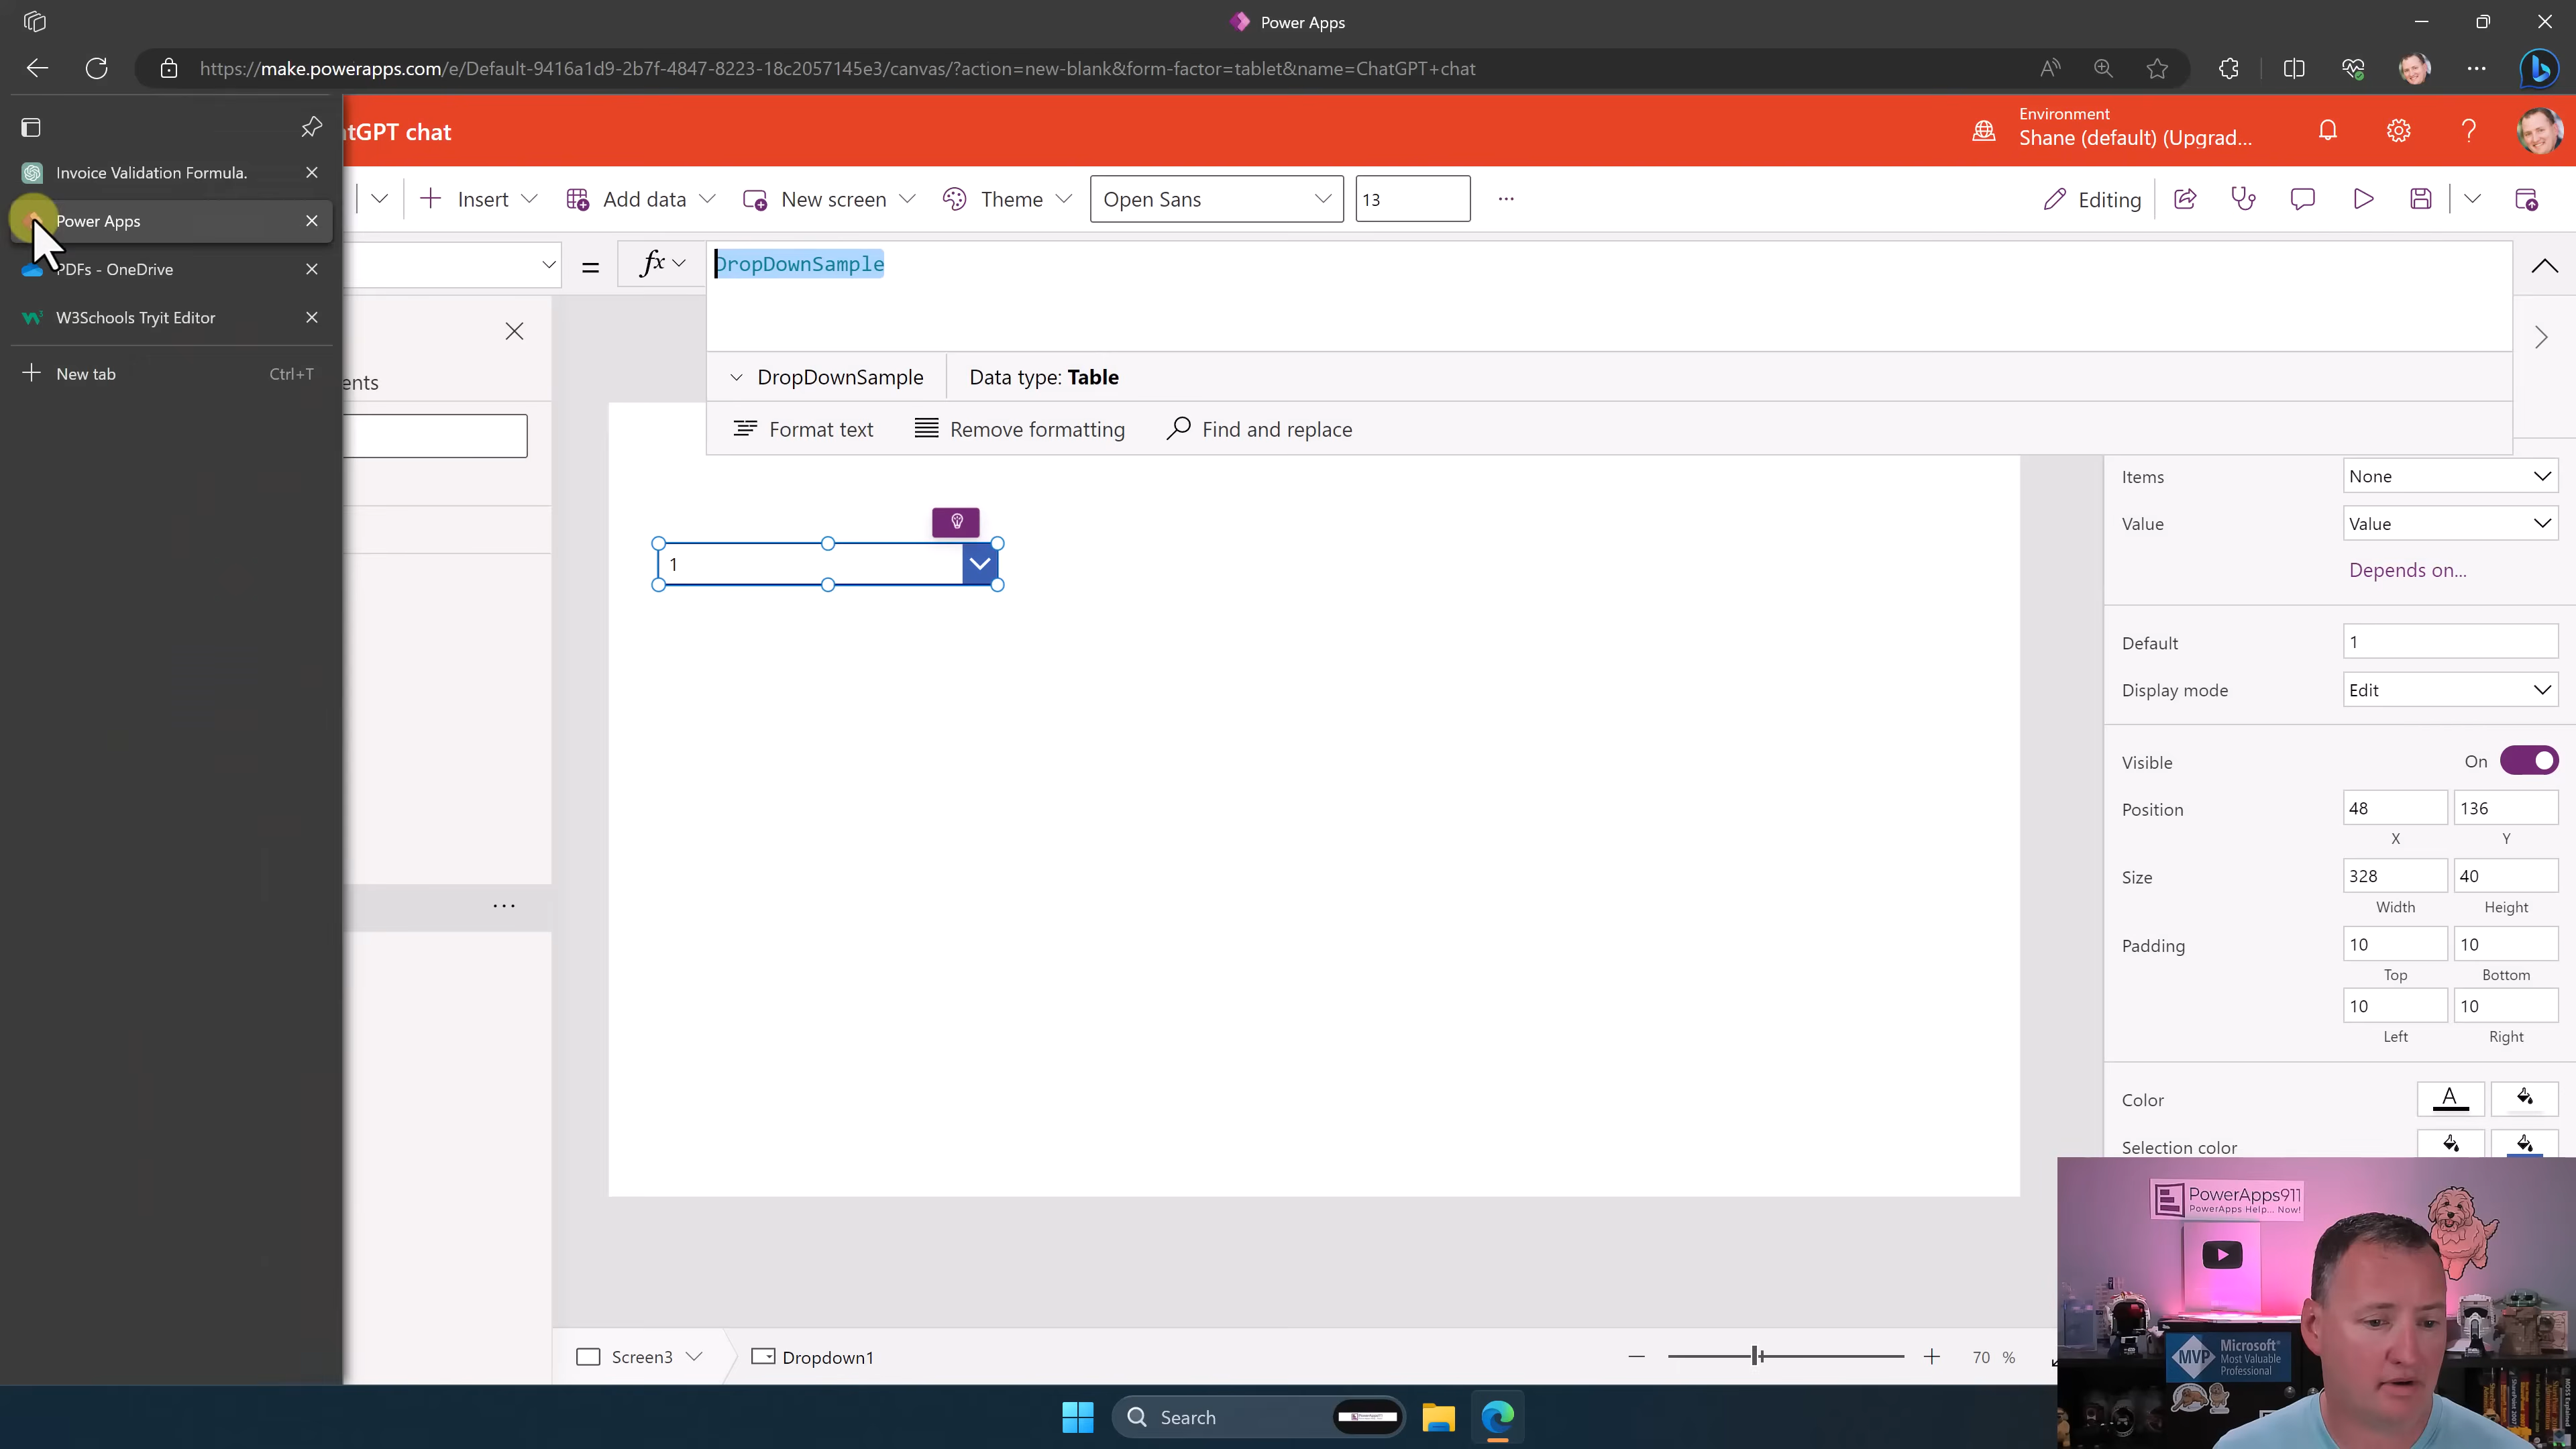 Power Apps
https://make.powerapps.com/e/Default-9416a1d9-2b7f-4847-8223-18c2057145e3/canvas/?action=new-blank&form-factor=tablet&name=ChatGPT+chat
Invoice Validation Formula.
Power Apps
PDFs - OneDrive
W3Schools Tryit Editor
New tab Ctrl+T
atGPT chat
Environment
Shane (default) (Upgrad...
Insert Add data New screen Theme Open Sans 13 ... Editing
= fx DropDownSample
DropDownSample Data type: Table
Format text Remove formatting Find and replace
ents
1
Items None
Value Value
Depends on...
Default 1
Display mode Edit
Visible On
Position 48 136
X Y
Size 328 40
Width Height
Padding 10 10
Top Bottom
10 10
Left Right
Color A
Selection color
PowerApps911
PowerApps Help... Now!
MVP Microsoft®
Most Valuable
Professional
Screen3 Dropdown1 70 %
Search